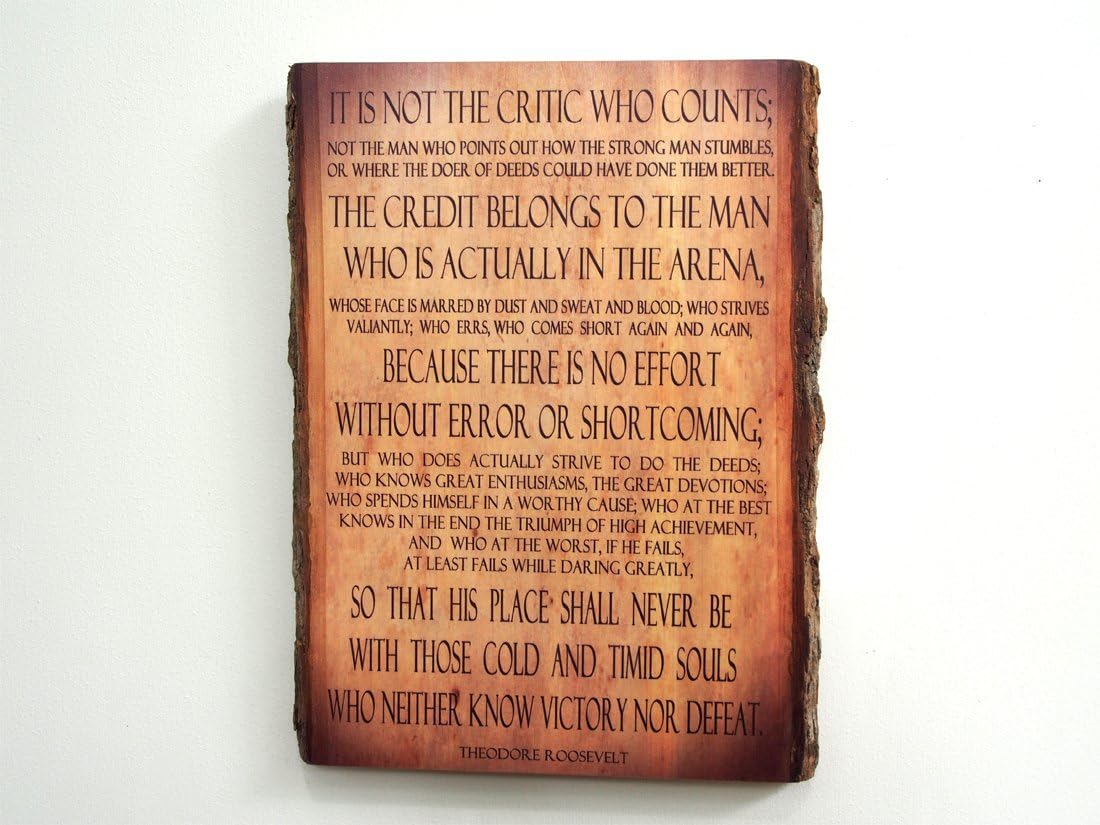 IT IS NOT THE CRITIC WHO COUNTS;
NOT THE MAN WHO POINTS OUT HOW THE STRONG MAN STUMBLES,
OR WHERE THE DOER OF DEEDS COULD HAVE DONE THEM BETTER.
THE CREDIT BELONGS TO THE MAN
WHO IS ACTUALLY IN THE ARENA,
WHOSE FACE IS MARRED BY DUST AND SWEAT AND BLOOD; WHO STRIVES
VALIANTLY; WHO ERRS, WHO COMES SHORT AGAIN AND AGAIN,
BECAUSE THERE IS NO EFFORT
WITHOUT ERROR OR SHORTCOMING;
BUT WHO DOES ACTUALLY STRIVE TO DO THE DEEDS;
WHO KNOWS GREAT ENTHUSIASMS, THE GREAT DEVOTIONS;
WHO SPENDS HIMSELF IN A WORTHY CAUSE; WHO AT THE BEST
KNOWS IN THE END THE TRIUMPH OF HIGH ACHIEVEMENT,
AND WHO AT THE WORST, IF HE FAILS,
AT LEAST FAILS WHILE DARING GREATLY,
SO THAT HIS PLACE SHALL NEVER BE
WITH THOSE COLD AND TIMID SOULS
WHO NEITHER KNOW VICTORY NOR DEFEAT.
THEODORE ROOSEVELT